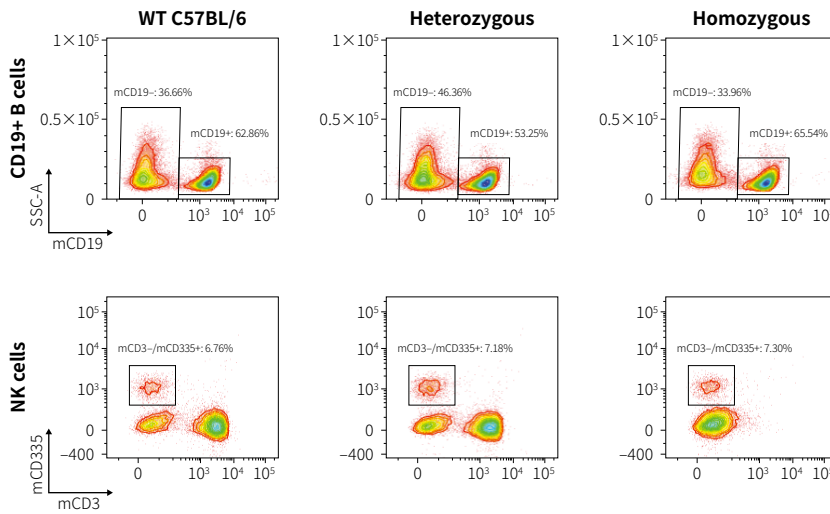 WT C57BL/6
Heterozygous
Homozygous
CD19+ B cells
1×10⁵
0.5×10⁵
0
mCD19–: 36.66%
mCD19+: 62.86%
0 10³ 10⁴ 10⁵
1×10⁵
0.5×10⁵
0
mCD19–: 46.36%
mCD19+: 53.25%
0 10³ 10⁴ 10⁵
1×10⁵
0.5×10⁵
0
mCD19–: 33.96%
mCD19+: 65.54%
0 10³ 10⁴ 10⁵
SSC-A
mCD19
NK cells
10⁵
10⁴
10³
0
−400
mCD3–/mCD335+: 6.76%
0 10³ 10⁴ 10⁵
10⁵
10⁴
10³
0
−400
mCD3–/mCD335+: 7.18%
0 10³ 10⁴ 10⁵
10⁵
10⁴
10³
0
−400
mCD3–/mCD335+: 7.30%
0 10³ 10⁴ 10⁵
mCD335
mCD3